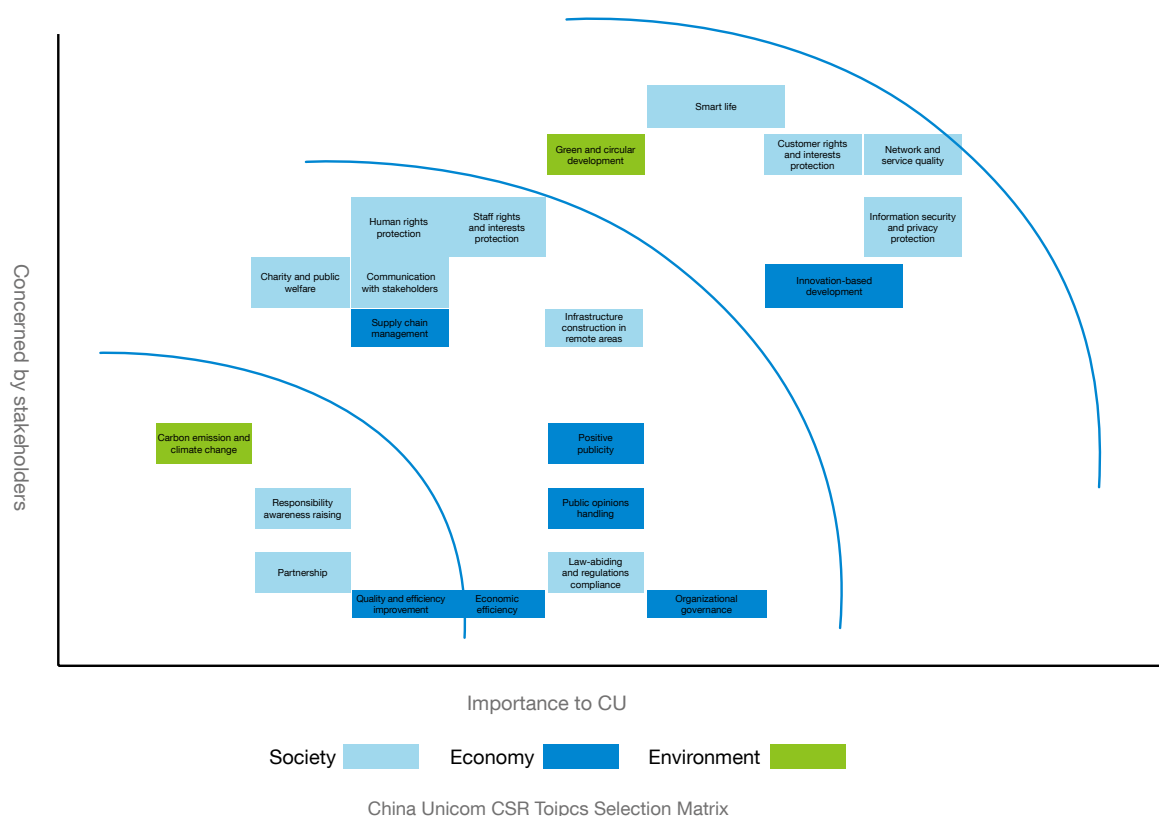 Smart life
Green and circular
development
Customer rights
and interests
protection
Network and
service quality
Human rights
protection
Staff rights
and interests
protection
Information security
and privacy
protection
Charity and public
welfare
Communication
with stakeholders
Innovation-based
development
Supply chain
management
Infrastructure
construction in
remote areas
Concerned by stakeholders
Carbon emission and
climate change
Positive
publicity
Responsibility
awareness raising
Public opinions
handling
Partnership
Law-abiding
and regulations
compliance
Quality and efficiency
improvement
Economic
efficiency
Organizational
governance
Importance to CU
Society
Economy
Environment
China Unicom CSR Toipcs Selection Matrix